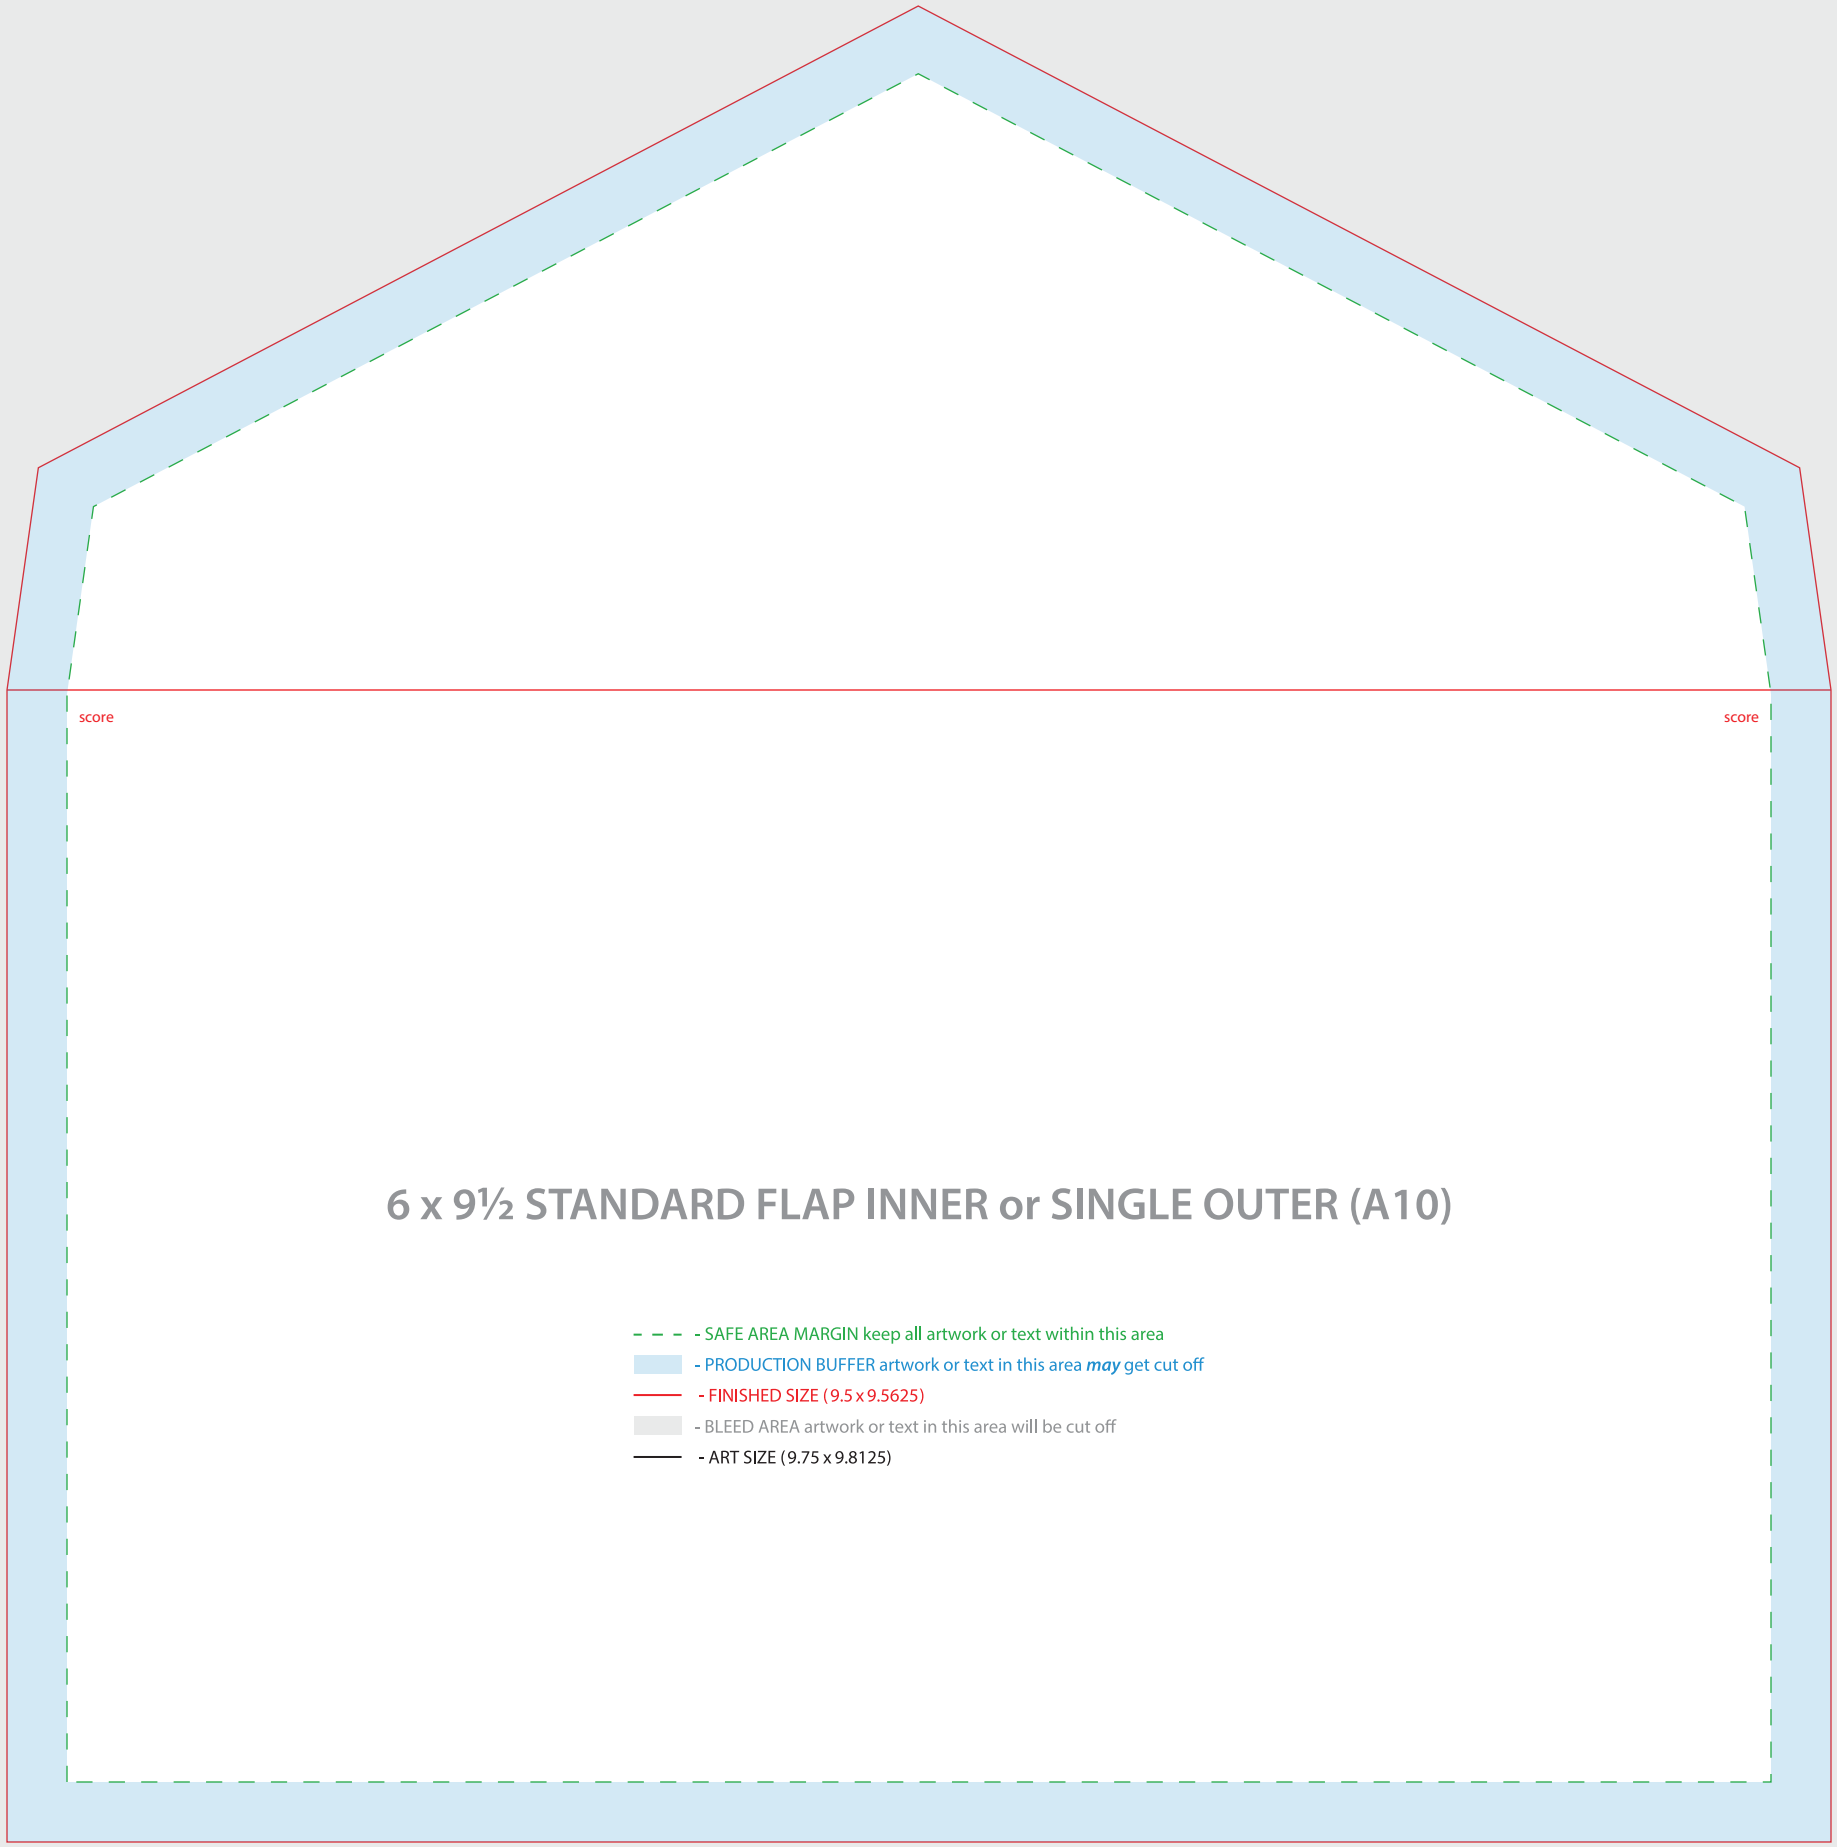 score score
6 x 9½ STANDARD FLAP INNER or SINGLE OUTER (A10)
- SAFE AREA MARGIN keep all artwork or text within this area
- PRODUCTION BUFFER artwork or text in this area may get cut off
- FINISHED SIZE (9.5 x 9.5625)
- BLEED AREA artwork or text in this area will be cut off
- ART SIZE (9.75 x 9.8125)